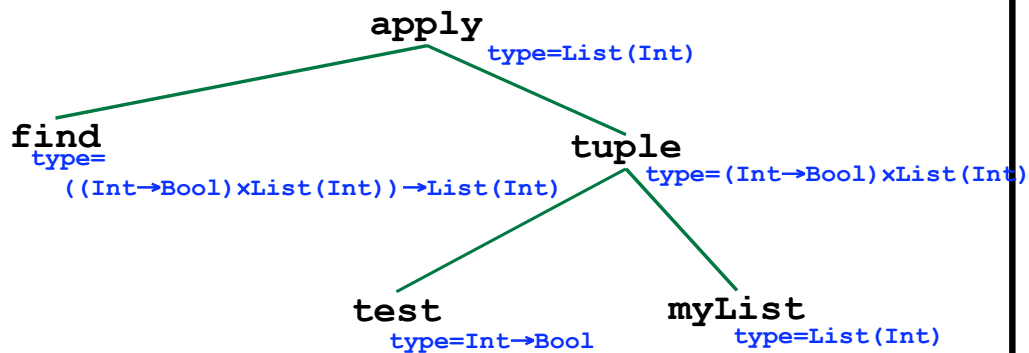 apply
type=List(Int)
find
type=
((Int→Bool)×List(Int))→List(Int)
tuple
type=(Int→Bool)×List(Int)
test
type=Int→Bool
myList
type=List(Int)